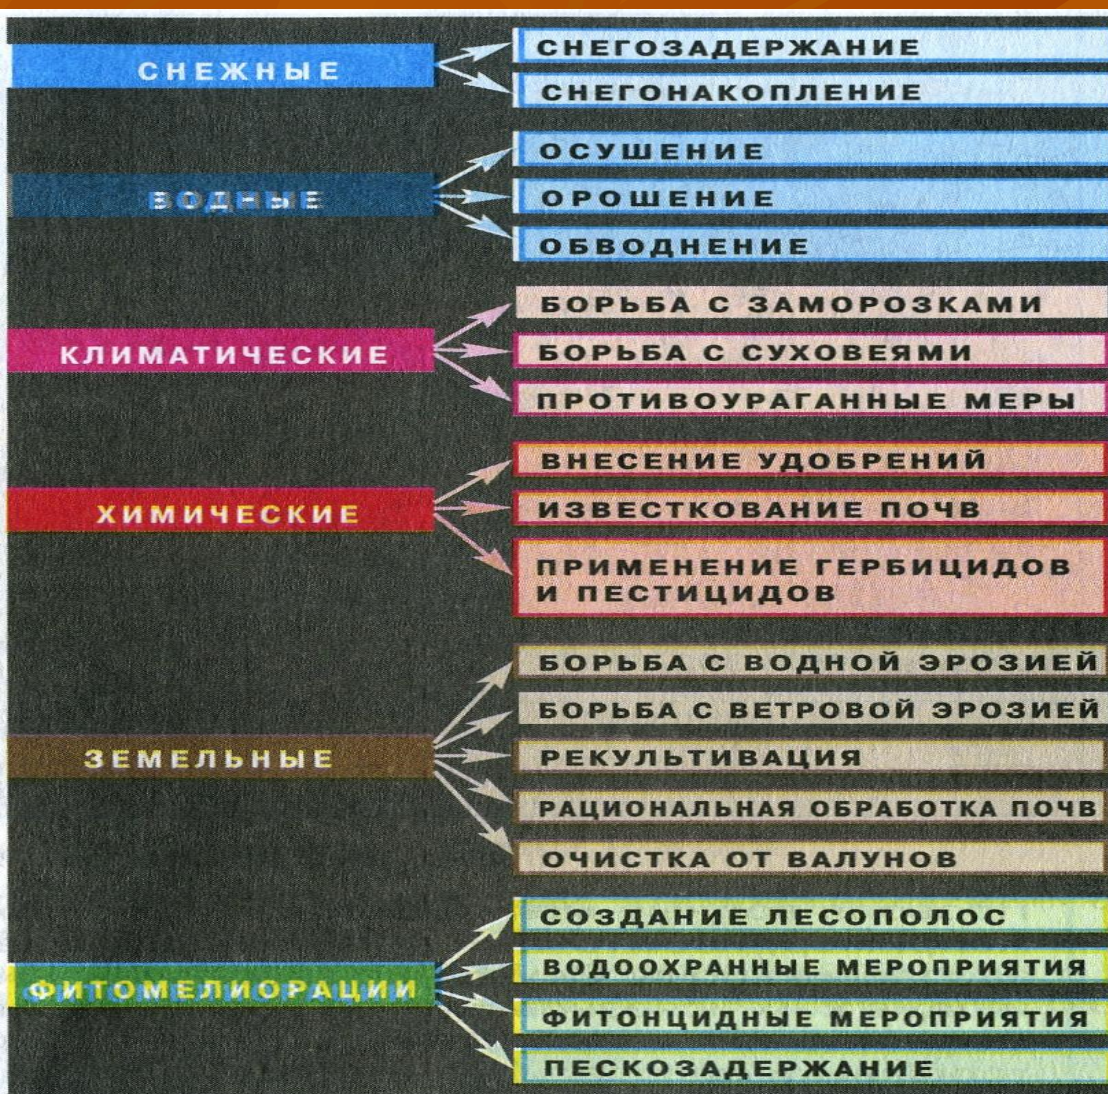 СНЕЖНЫЕ
СНЕГОЗАДЕРЖАНИЕ
СНЕГОНАКОПЛЕНИЕ
ВОДНЫЕ
ОСУШЕНИЕ
ОРОШЕНИЕ
ОБВОДНЕНИЕ
КЛИМАТИЧЕСКИЕ
БОРЬБА С ЗАМОРОЗКАМИ
БОРЬБА С СУХОВЕЯМИ
ПРОТИВОУРАГАННЫЕ МЕРЫ
ХИМИЧЕСКИЕ
ВНЕСЕНИЕ УДОБРЕНИЙ
ИЗВЕСТКОВАНИЕ ПОЧВ
ПРИМЕНЕНИЕ ГЕРБИЦИДОВ
И ПЕСТИЦИДОВ
ЗЕМЕЛЬНЫЕ
БОРЬБА С ВОДНОЙ ЭРОЗИЕЙ
БОРЬБА С ВЕТРОВОЙ ЭРОЗИЕЙ
РЕКУЛЬТИВАЦИЯ
РАЦИОНАЛЬНАЯ ОБРАБОТКА ПОЧВ
ОЧИСТКА ОТ ВАЛУНОВ
ФИТОМЕЛИОРАЦИИ
СОЗДАНИЕ ЛЕСОПОЛОС
ВОДООХРАННЫЕ МЕРОПРИЯТИЯ
ФИТОНЦИДНЫЕ МЕРОПРИЯТИЯ
ПЕСКОЗАДЕРЖАНИЕ